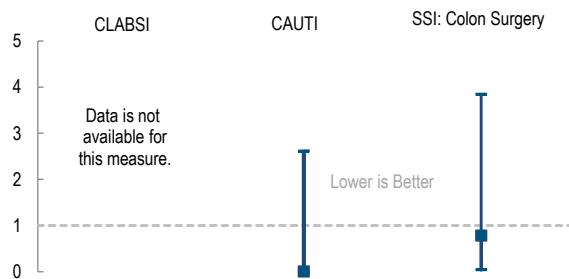 CLABSI
CAUTI
SSI: Colon Surgery
5
4
3
2
1
0
Data is not
available for
this measure.
Lower is Better